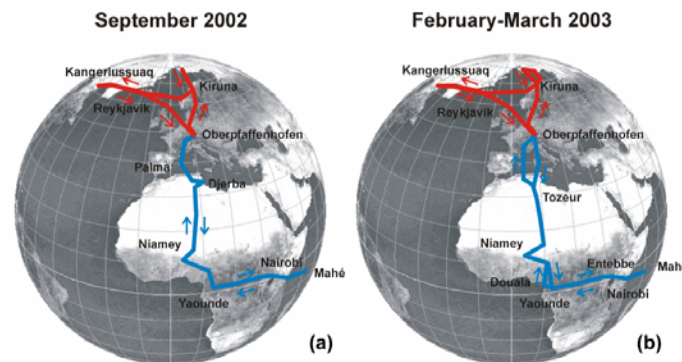 September 2002
Kangerlussuaq
Kiruna
Reykjavik
Oberpfaffenhofen
Palma
Djerba
Niamey
Nairobi
Mahé
Yaounde
(a)
February-March 2003
Kangerlussuaq
Kiruna
Reykjavik
Oberpfaffenhofen
Tozeur
Niamey
Entebbe
Mah
Douala
Nairobi
Yaounde
(b)